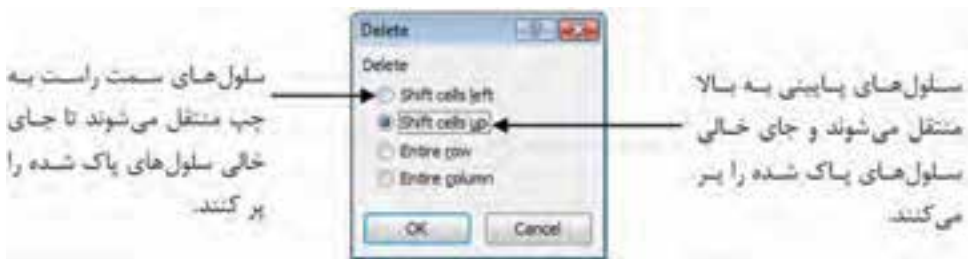 سلول‌های سمت راست به
چپ منتقل می‌شوند تا جای
خالی سلول‌های پاک شده را
پر کنند.
Delete
Delete
Shift cells left
Shift cells up
Entire row
Entire column
OK
Cancel
سلول‌های پایینی به بالا
منتقل می‌شوند و جای خالی
سلول‌های پاک شده را پر
می‌کنند.